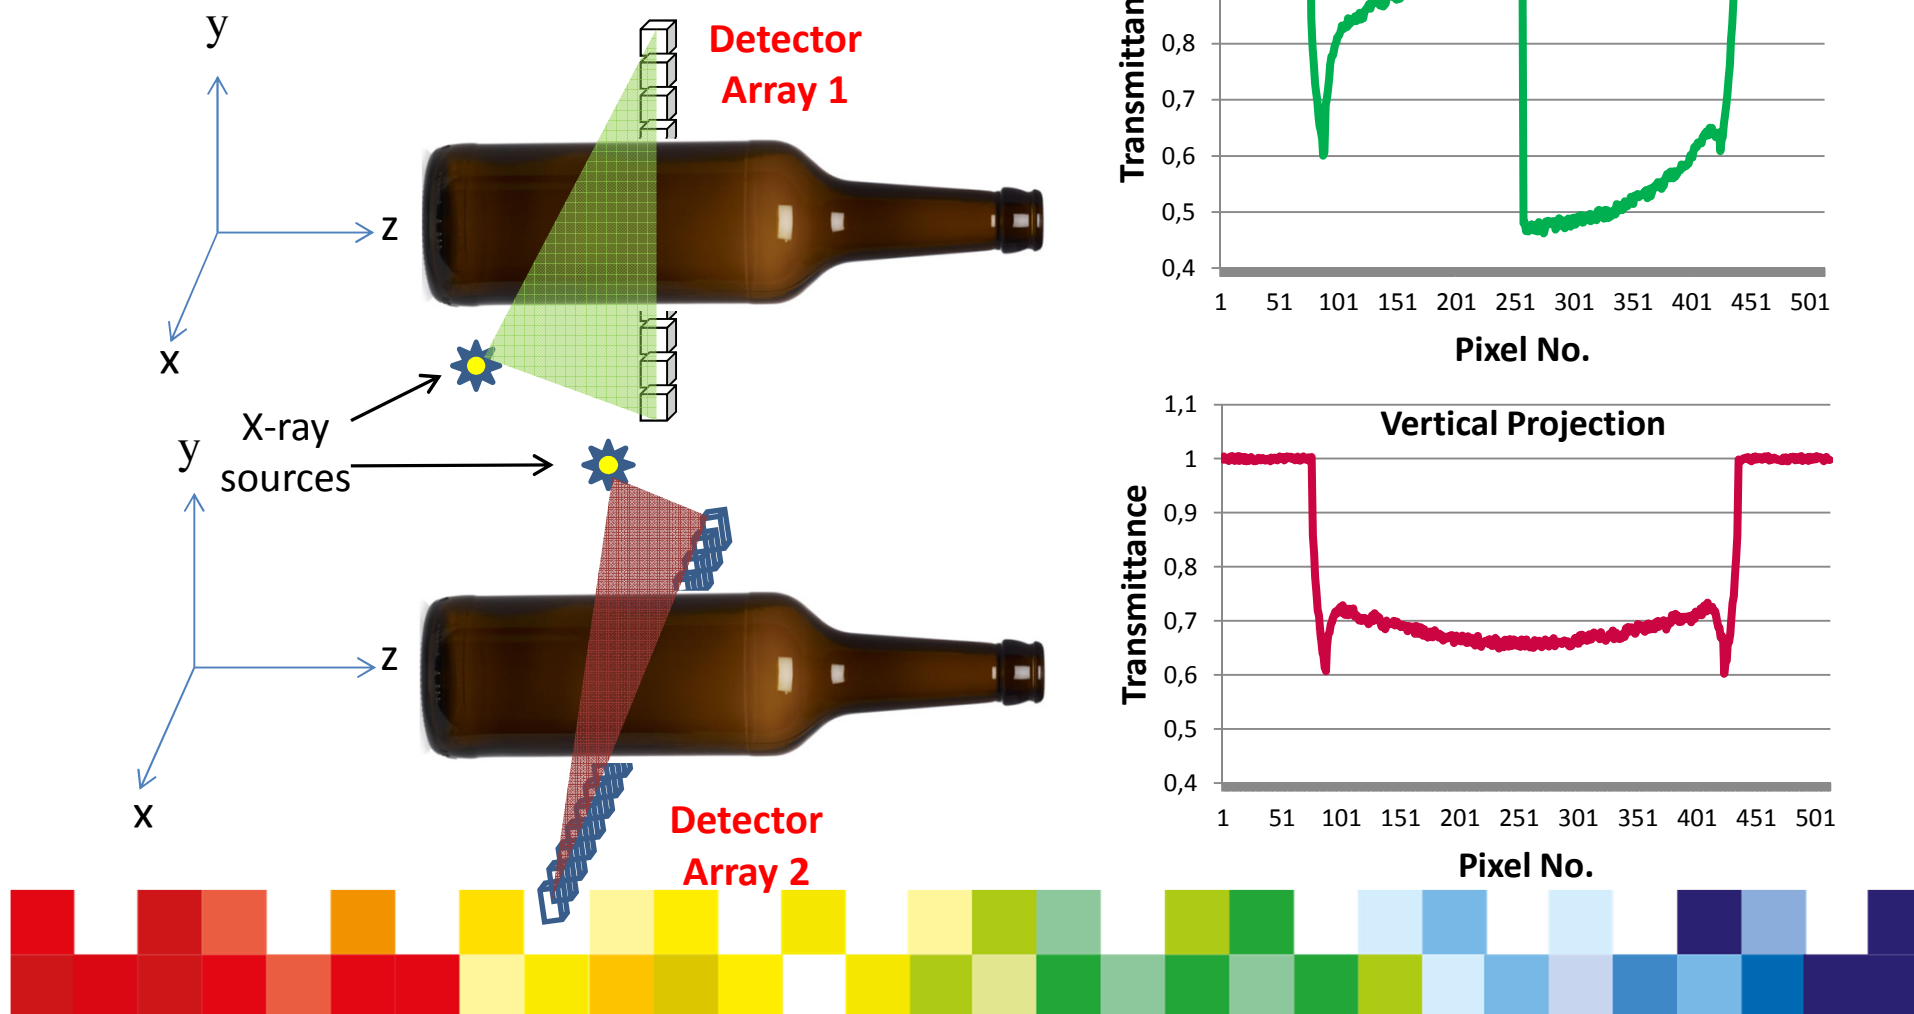 y
z
x
Detector
Array 1
X-ray
sources
y
z
x
Detector
Array 2
0,8
0,7
0,6
0,5
0,4
1 51 101 151 201 251 301 351 401 451 501
Pixel No.
Vertical Projection
1,1
1
0,9
0,8
0,7
0,6
0,5
0,4
Transmittance
1 51 101 151 201 251 301 351 401 451 501
Pixel No.